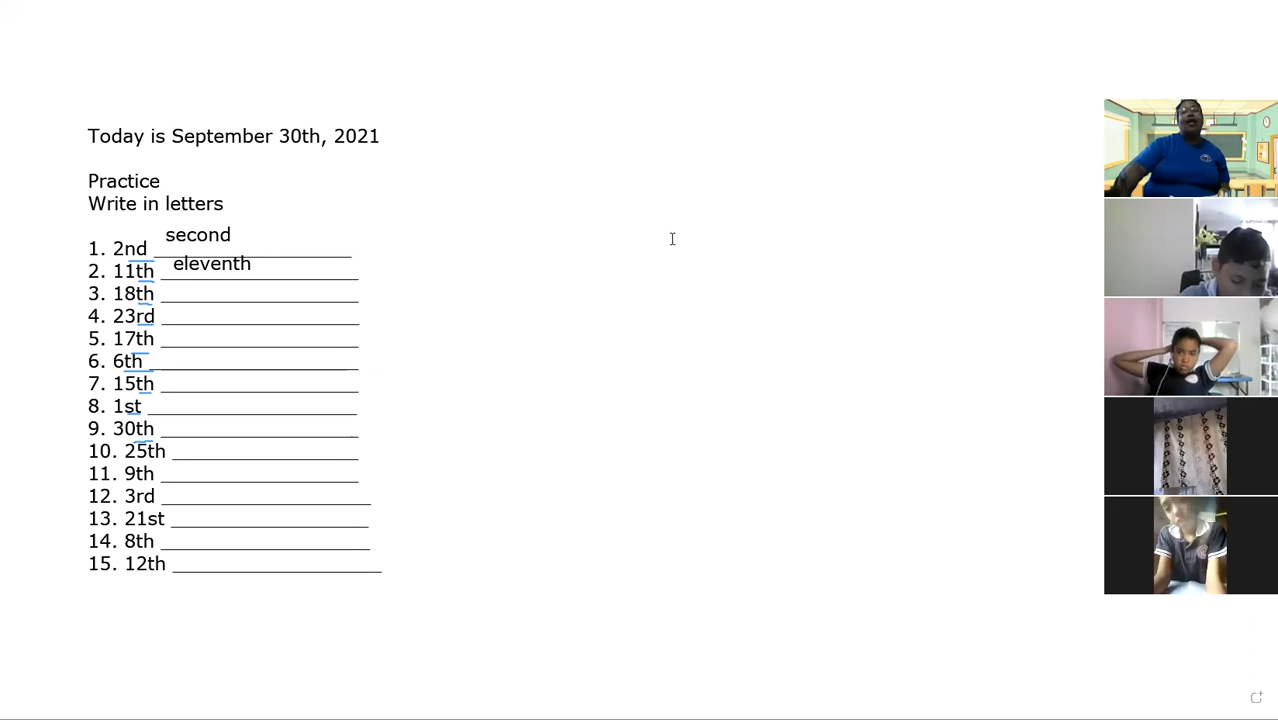 Today is September 30th, 2021
Practice
Write in letters
1. 2nd second
2. 11th eleventh
3. 18th
4. 23rd
5. 17th
6. 6th
7. 15th
8. 1st
9. 30th
10. 25th
11. 9th
12. 3rd
13. 21st
14. 8th
15. 12th